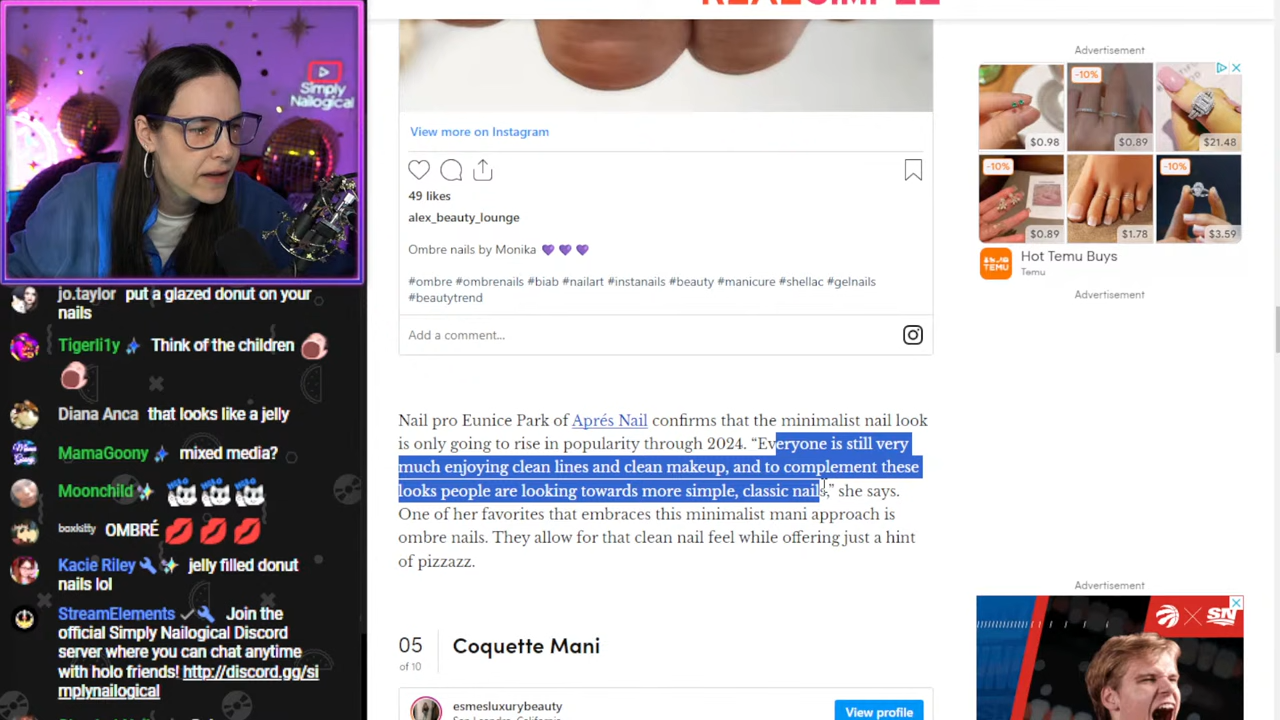 REALSIMPLE
Simply
Nailogical
jo.taylor put a glazed donut on your
nails
Tigerli1y Think of the children
Diana Anca that looks like a jelly
MamaGoony mixed media?
Moonchild
boxkitty OMBRÉ
Kacie Riley jelly filled donut
nails lol
StreamElements Join the
official Simply Nailogical Discord
server where you can chat anytime
with holo friends! http://discord.gg/si
mplynailogical
View more on Instagram
49 likes
alex_beauty_lounge
Ombre nails by Monika
#ombre #ombrenails #biab #nailart #instanails #beauty #manicure #shellac #gelnails
#beautytrend
Add a comment...
Nail pro Eunice Park of Aprés Nail confirms that the minimalist nail look
is only going to rise in popularity through 2024. “Everyone is still very
much enjoying clean lines and clean makeup, and to complement these
looks people are looking towards more simple, classic nails,” she says.
One of her favorites that embraces this minimalist mani approach is
ombre nails. They allow for that clean nail feel while offering just a hint
of pizzazz.
05
of 10
Coquette Mani
esmesluxurybeauty
San Leandro, California
View profile
Advertisement
-10%
$0.98
$0.89
$21.48
-10%
-10%
$0.89
$1.78
$3.59
TEMU
Hot Temu Buys
Temu
Advertisement
Advertisement
SN